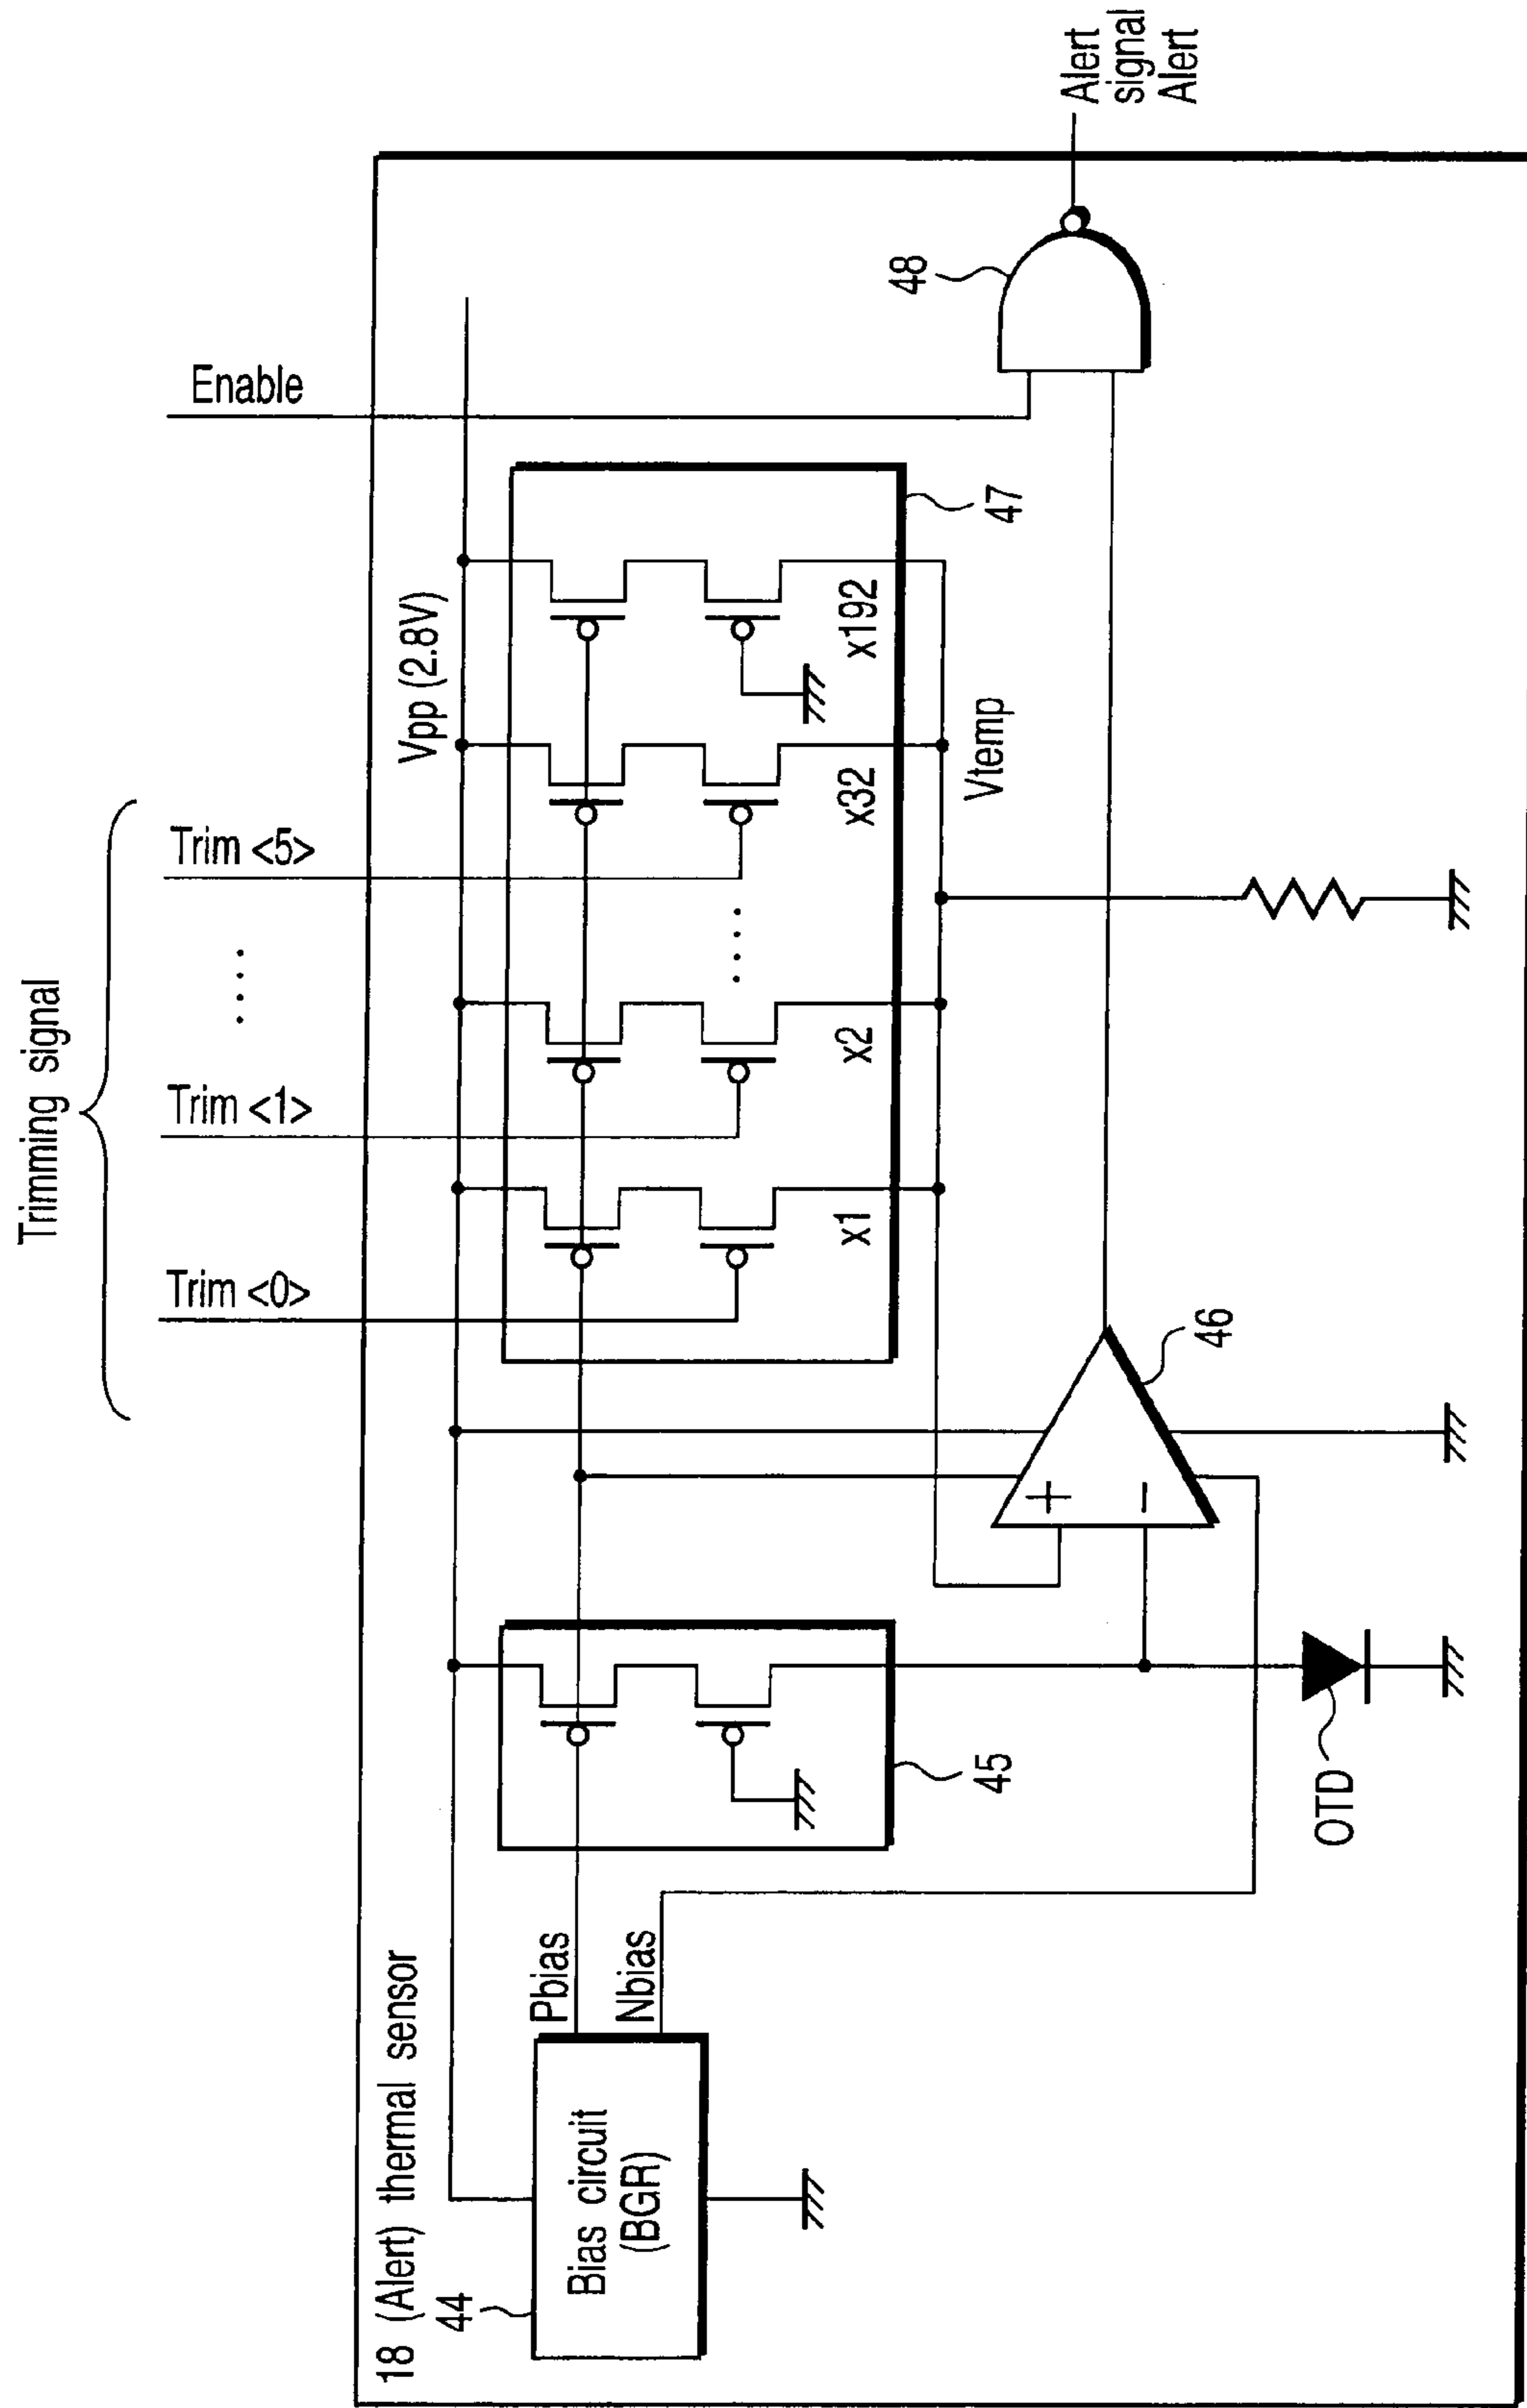 Trimming signal
Trim <0>
Trim <1>
....
Trim <5>
Enable
18 (Alert) thermal sensor
44
Bias circuit
(BGR)
Pbias
Nbias
Vpp (2.8V)
x1
x2
....
x32
x192
45
47
Vtemp
+
−
46
48
OTD
Alert
signal
Alert